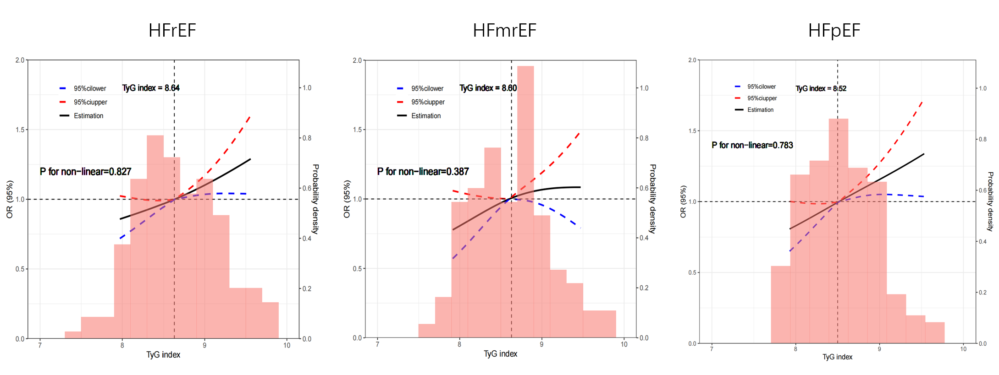 HFrEF
2.0
1.5
1.0
0.5
0.0
OR (95%)
95%cilower
95%ciupper
Estimation
TyG index = 8.64
P for non-linear=0.827
1.0
0.8
0.6
0.4
0.2
0.0
Probability density
7 8 9 10
TyG index
HFmrEF
2.0
1.5
1.0
0.5
0.0
OR (95%)
95%cilower
95%ciupper
Estimation
TyG index = 8.60
P for non-linear=0.387
1.0
0.8
0.6
0.4
0.2
0.0
Probability density
7 8 9 10
TyG index
HFpEF
2.0
1.5
1.0
0.5
0.0
OR (95%)
95%cilower
95%ciupper
Estimation
TyG index = 8.52
P for non-linear=0.783
1.0
0.8
0.6
0.4
0.2
0.0
Probability density
7 8 9 10
TyG index